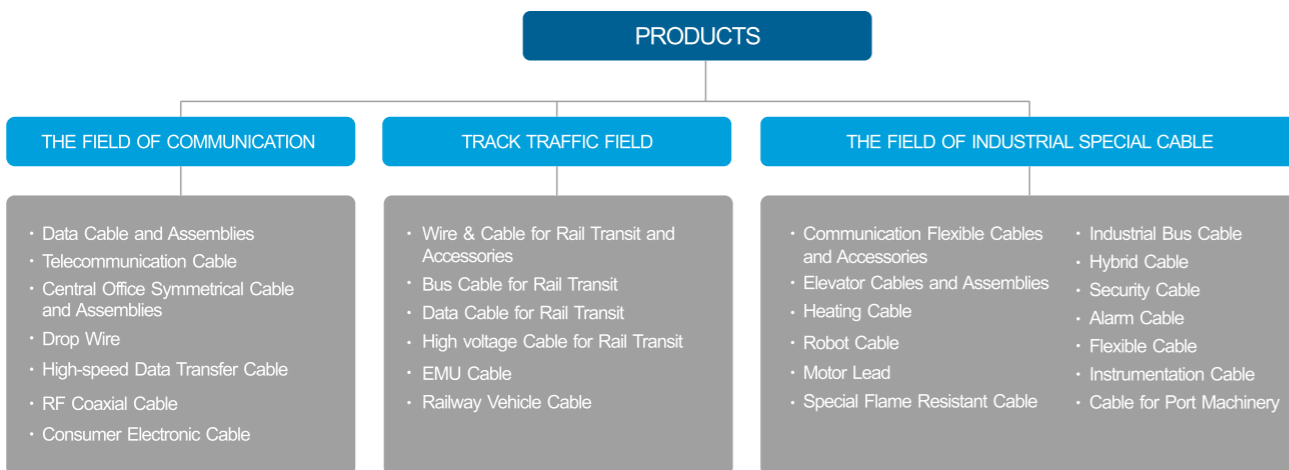 PRODUCTS
THE FIELD OF COMMUNICATION
· Data Cable and Assemblies
· Telecommunication Cable
· Central Office Symmetrical Cable
and Assemblies
· Drop Wire
· High-speed Data Transfer Cable
· RF Coaxial Cable
· Consumer Electronic Cable
TRACK TRAFFIC FIELD
· Wire & Cable for Rail Transit and
Accessories
· Bus Cable for Rail Transit
· Data Cable for Rail Transit
· High voltage Cable for Rail Transit
· EMU Cable
· Railway Vehicle Cable
THE FIELD OF INDUSTRIAL SPECIAL CABLE
· Communication Flexible Cables
and Accessories
· Elevator Cables and Assemblies
· Heating Cable
· Robot Cable
· Motor Lead
· Special Flame Resistant Cable
· Industrial Bus Cable
· Hybrid Cable
· Security Cable
· Alarm Cable
· Flexible Cable
· Instrumentation Cable
· Cable for Port Machinery